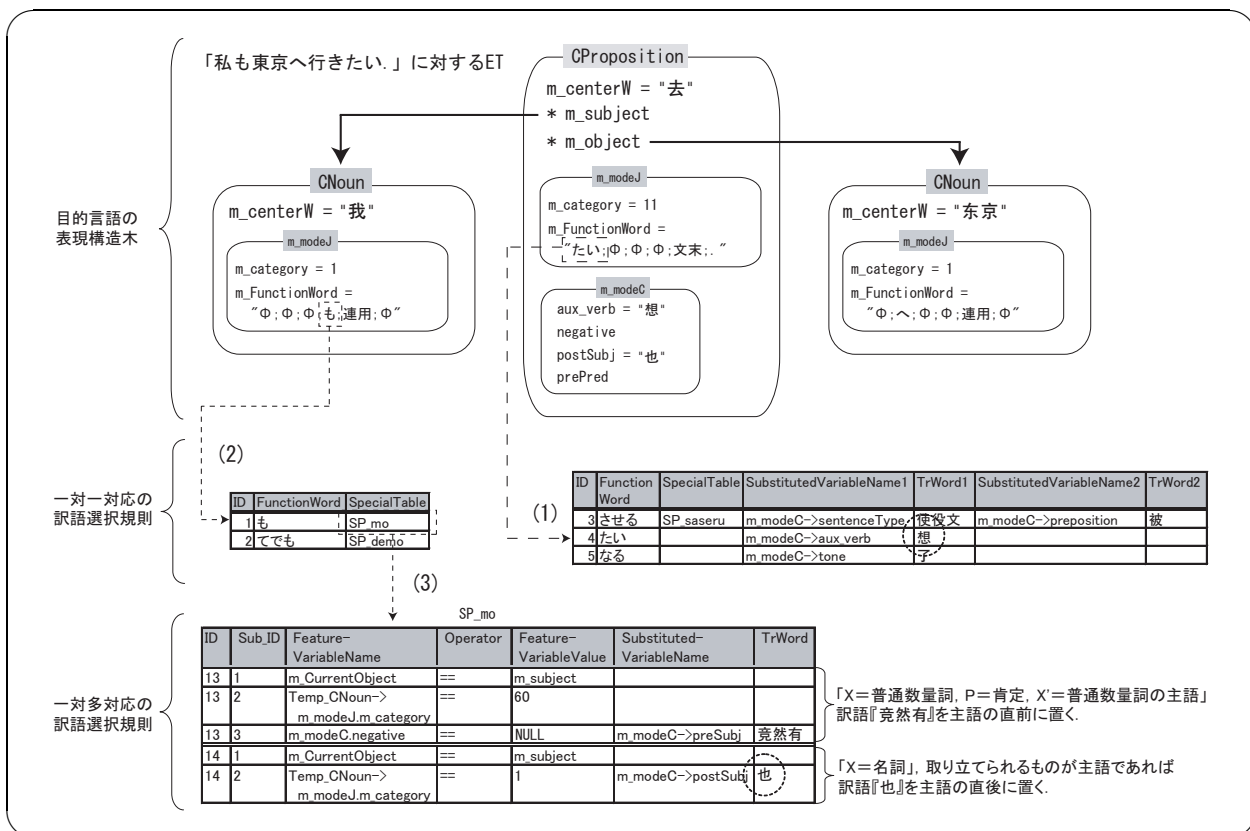 「私も東京へ行きたい.」に対するET
CProposition
m_centerW = "去"
* m_subject
* m_object
目的言語の
表現構造木
CNoun
m_centerW = "我"
m_modeJ
m_category = 1
m_FunctionWord =
"Φ;Φ;Φ;も;連用;Φ"
m_modeJ
m_category = 11
m_FunctionWord =
"たい;Φ;Φ;Φ;文末;. "
m_modeC
aux_verb = "想"
negative
postSubj = "也"
prePred
CNoun
m_centerW = "东京"
m_modeJ
m_category = 1
m_FunctionWord =
"Φ;へ;Φ;Φ;連用;Φ"
一対一対応の
訳語選択規則
(2)
ID FunctionWord SpecialTable
1 も SP_mo
2 てでも SP_demo
(3)
(1)
ID Function Word SpecialTable SubstitutedVariableName1 TrWord1 SubstitutedVariableName2 TrWord2
3 させる SP_saseru m_modeC->sentenceType 使役文 m_modeC->preposition 被
4 たい m_modeC->aux_verb 想
5 なる m_modeC->tone 了
一対多対応の
訳語選択規則
SP_mo
ID Sub_ID Feature- VariableName Operator Feature- VariableValue Substituted- VariableName TrWord
13 1 m_CurrentObject == m_subject
13 2 Temp_CNoun-> == 60
m_modeJ.m_category
13 3 m_modeC.negative == NULL m_modeC->preSubj 竞然有
14 1 m_CurrentObject == m_subject
14 2 Temp_CNoun-> == 1 m_modeC->postSubj 也
m_modeJ.m_category
「X=普通数量詞, P=肯定, X'=普通数量詞の主語」
訳語『竞然有』を主語の直前に置く.
「X=名詞」, 取り立てられるものが主語であれば
訳語『也』を主語の直後に置く.